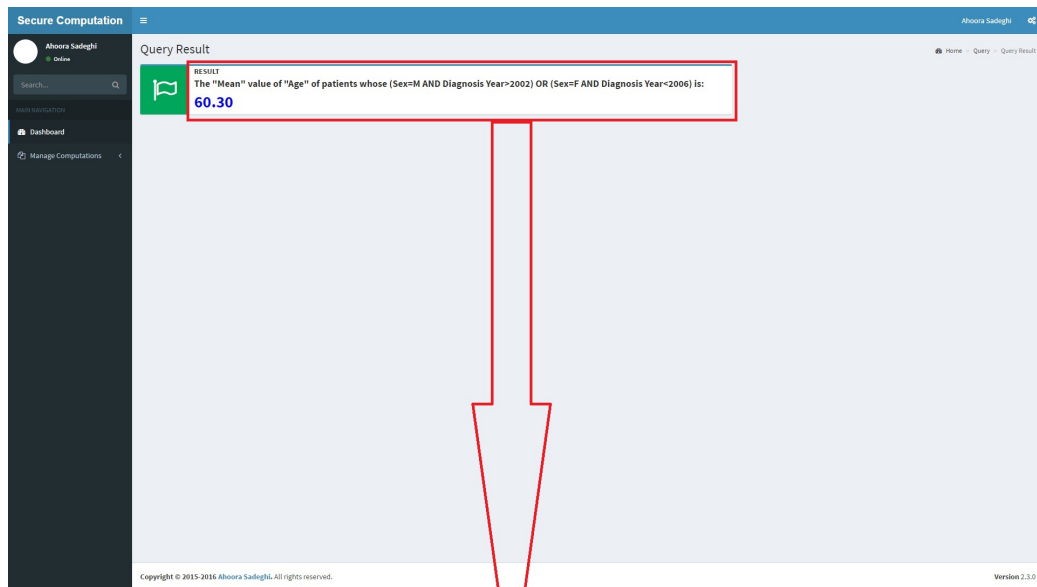 Secure Computation
Ahoora Sadeghi
Ahoora Sadeghi
Online
Search...
MAIN NAVIGATION
Dashboard
Manage Computations
Query Result
Home > Query > Query Result
RESULT
The "Mean" value of "Age" of patients whose (Sex=M AND Diagnosis Year>2002) OR (Sex=F AND Diagnosis Year<2006) is:
60.30
Copyright © 2015-2016 Ahoora Sadeghi. All rights reserved.
Version 2.3.0